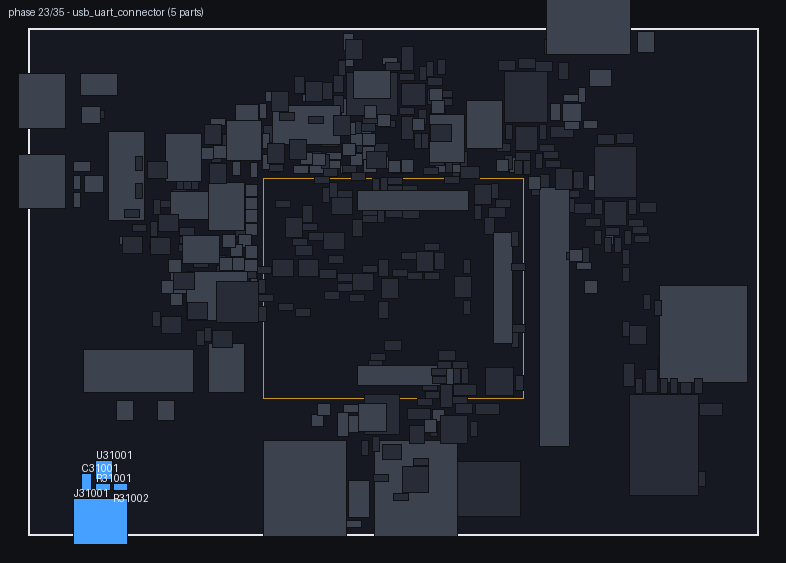 phase 23/35 - usb_uart_connector (5 parts)
U31001
C31001
R31001
J31001
R31002